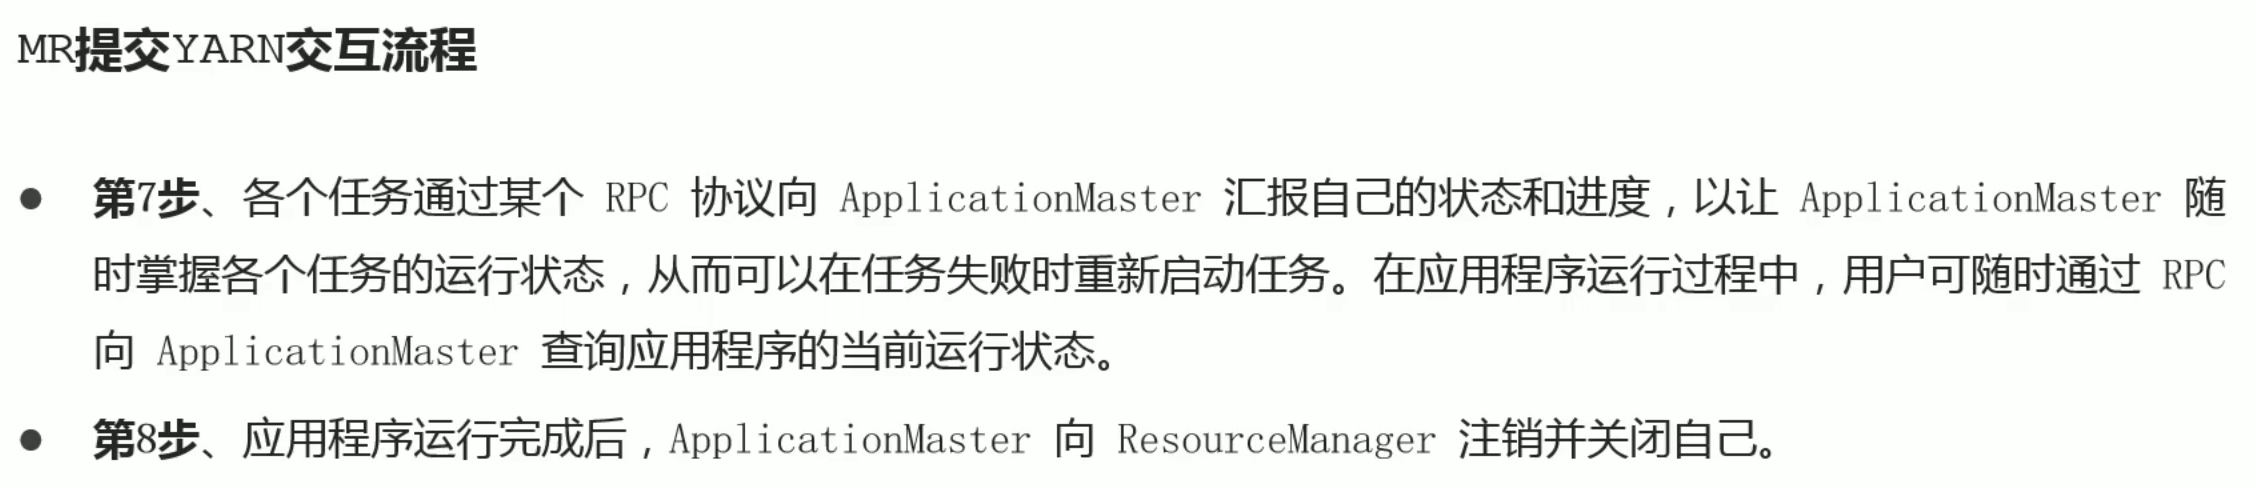 MR提交YARN交互流程
● 第7步、各个任务通过某个 RPC 协议向 ApplicationMaster 汇报自己的状态和进度，以让 ApplicationMaster 随
时掌握各个任务的运行状态，从而可以在任务失败时重新启动任务。在应用程序运行过程中，用户可随时通过 RPC
向 ApplicationMaster 查询应用程序的当前运行状态。
● 第8步、应用程序运行完成后，ApplicationMaster 向 ResourceManager 注销并关闭自己。